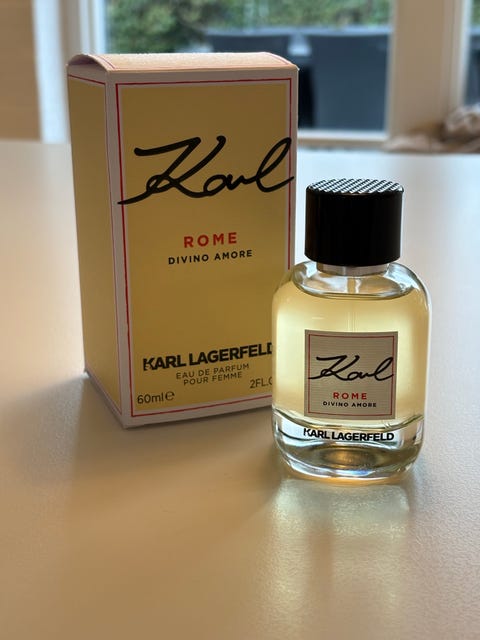 Karl
ROME
DIVINO AMORE
KARL LAGERFELD
EAU DE PARFUM
POUR FEMME
60ml℮
2FL.
Karl
ROME
DIVINO AMORE
KARL LAGERFELD